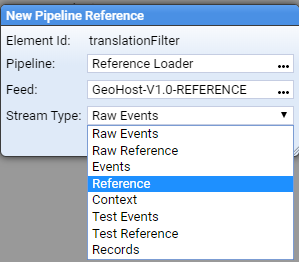 New Pipeline Reference
Element Id: translationFilter
Pipeline: Reference Loader ...
Feed: GeoHost-V1.0-REFERENCE ...
Stream Type: Raw Events
Raw Events
Raw Reference
Events
Reference
Context
Test Events
Test Reference
Records